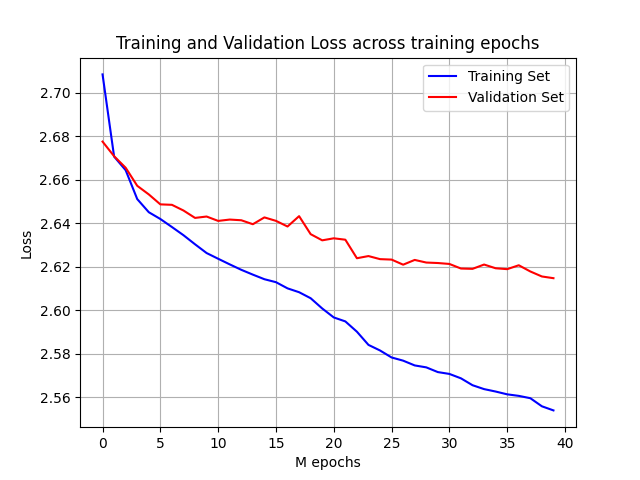 Training and Validation Loss across training epochs
Training Set
Validation Set
Loss
2.70
2.68
2.66
2.64
2.62
2.60
2.58
2.56
0 5 10 15 20 25 30 35 40
M epochs